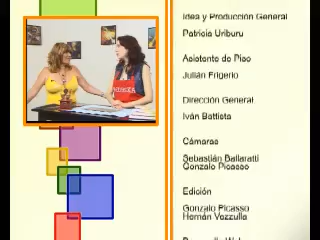 Idea y Producción General
Patricia Uriburu
Asistente de Piso
Julián Frigerio
Dirección General
Iván Battista
Cámaras
Sebastián Ballaratti
Gonzalo Picasso
Edición
Gonzalo Picasso
Hernán Vezzulla